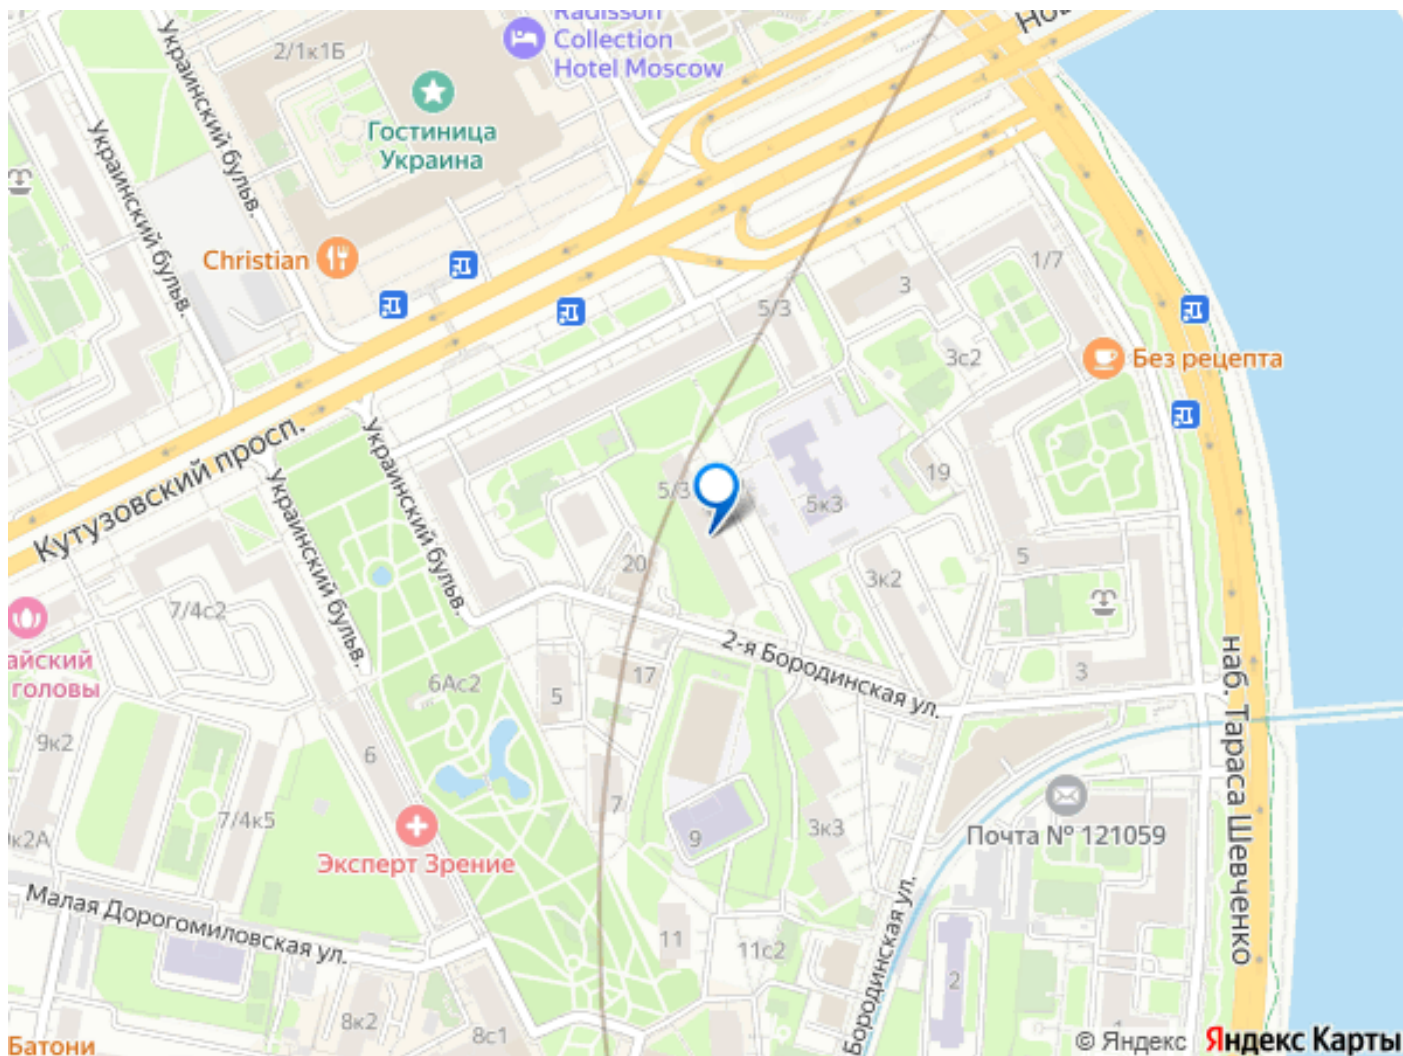 Radisson
Collection
Hotel Moscow
Но
2/1к1Б
Украинский бульв.
Украинский бульв.
Гостиница
Украина
Christian
1/7
3
5/3
3с2
Без рецепта
Кутузовский просп.
Украинский бульв.
Украинский бульв.
5/3
5к3
19
20
3к2
5
7/4с2
айский
головы
2-я Бородинская ул.
наб. Тараса Шевченко
6Ас2
5
17
3
9к2
6
7
9
3к3
7/4к5
Почта № 121059
Эксперт Зрение
Малая Дорогомиловская ул.
Бородинская ул.
11
11с2
2
8к2
8с1
Батони
© Яндекс
Яндекс Карты